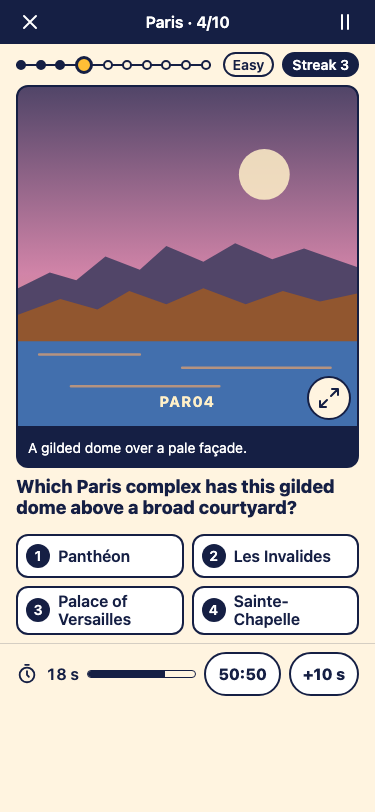 Paris · 4/10
Easy
Streak 3
PAR04
A gilded dome over a pale façade.
Which Paris complex has this gilded
dome above a broad courtyard?
1 Panthéon
2 Les Invalides
3 Palace of
Versailles
4 Sainte-
Chapelle
18 s
50:50
+10 s